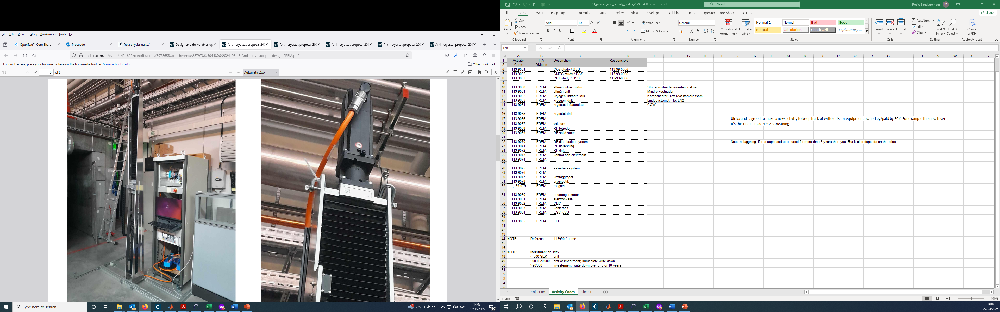 File Edit View History Bookmarks Tools Help
OpenText™ Core Share
Proceedo
freia.physics.uu.se/
Design and deliverables up
Anti –cryostat proposal 202
Anti –cryostat proposal 202
Anti –cryostat proposal 202
Anti –cryostat proposal 202
Anti –cryostat proposal 202
indico.cern.ch/event/1421692/contributions/5978658/attachments/2879786/5044806/2024-06-18 Anti – cryostat pre-design FREIA.pdf
For quick access, place your bookmarks here on the bookmarks toolbar. Manage bookmarks...
Other Bookmarks
3 of 8
Automatic Zoom
Type here to search
8°C Blåsigt
SWE
14:07
27/03/2025
20
UU_project_and_activity_codes_2024-04-09.xlsx - Excel
Search
Rocio Santiago Kern
RS
File Home Insert Page Layout Formulas Data Review View Developer Add-ins Help OpenText Core Share Acrobat
Share
Paste
Cut
Copy
Format Painter
Clipboard
Arial
10
B I U
Font
Wrap Text
Merge & Center
Alignment
General
Number
Conditional Formatting
Format as Table
Normal 2
Normal
Bad
Good
Neutral
Calculation
Check Cell
Explanatory ...
Styles
Insert
Delete
Format
Cells
AutoSum
Fill
Clear
Sort & Filter
Find & Select
Editing
Create a PDF
Adobe Acrobat
I28
fx
A B C D E F G H I J K L M N O P Q R S T U V W X Y
1 Activity IFA Description Responsible
2 Code Division
6 113 9031 CO2 study / BSS 113-99-0606
7 113 9032 SMES study / BSS 113-99-0606
8 113 9033 CCT study / BSS 113-99-0606
9
10 113 9060 FREIA allmän infrastruktur Större kostnader inventeringskrav
11 113 9061 FREIA allmän drift Mindre kostnader
12 113 9062 FREIA kryogeni infrastruktur Komponenter. Tex Nya kompressorn
13 113 9063 FREIA kryogeni drift Lindesystemet, He, LN2
14 113 9064 FREIA kryostat infrastruktur COW
15
16 113 9065 FREIA kryostat drift
17 113 9066 FREIA Ulrika and I agreed to make a new activity to keep track of write offs for equipment owned by/paid by SCK. For example the new insert.
18 113 9067 FREIA vakuum It's this one: 1139014 SCK utrustning
19 113 9068 FREIA RF tetrode
20 113 9069 FREIA RF solid-state
21
22 113 9070 FREIA RF distribution system Note: anläggning: if it is supposed to be used for more than 3 years then yes. But it also depends on the price
23 113 9071 FREIA RF utveckling
24 113 9072 FREIA RF drift
25 113 9073 FREIA kontrol och elektronik
26 113 9074 FREIA
27
28 113 9075 FREIA säkerhetssystem
29 113 9076 FREIA
30 113 9077 FREIA kraftaggregat
31 113 9078 FREIA diagnostik
32 1,139,079 FREIA magnet
33
34 113 9080 FREIA neutrongenerator
35 113 9081 FREIA elektronkalla
36 113 9082 FREIA CLIC
37 113 9083 FREIA konferans
38 113 9084 FREIA ESSnuSB
39
40 113 9085 FREIA FEL
41
42
43
44 NOTE: Referens 113990 / name
45
46
47 NOTE: Investment or Drift?
48 < 500 SEK drift
49 500<>20'000 drift or investment; immediate write down
50 >20'000 investement; write down over 3, 5 or 10 years
51
52
53
54
55
Project no
Activity Codes
Sheet1
Ready
100%
14:07
27/03/2025